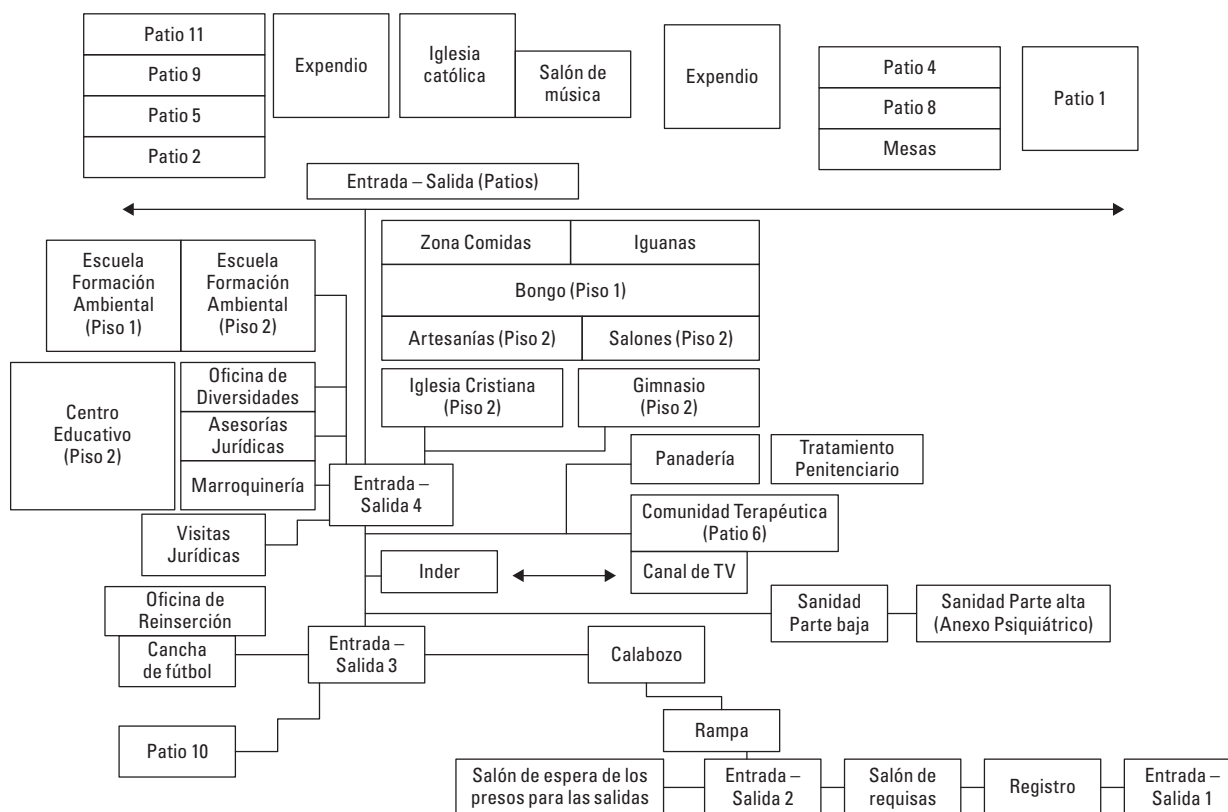 Patio 11
Patio 9
Patio 5
Patio 2
Expendio
Iglesia
católica
Salón de
música
Expendio
Patio 4
Patio 8
Mesas
Patio 1
Entrada – Salida (Patios)
Escuela
Formación
Ambiental
(Piso 1)
Escuela
Formación
Ambiental
(Piso 2)
Zona Comidas
Iguanas
Bongo (Piso 1)
Artesanías (Piso 2)
Salones (Piso 2)
Centro
Educativo
(Piso 2)
Oficina de
Diversidades
Asesorías
Jurídicas
Marroquinería
Iglesia Cristiana
(Piso 2)
Gimnasio
(Piso 2)
Panadería
Tratamiento
Penitenciario
Entrada –
Salida 4
Visitas
Jurídicas
Comunidad Terapéutica
(Patio 6)
Inder
Canal de TV
Oficina de
Reinserción
Cancha
de fútbol
Entrada –
Salida 3
Calabozo
Sanidad
Parte baja
Sanidad Parte alta
(Anexo Psiquiátrico)
Patio 10
Rampa
Salón de espera de los
presos para las salidas
Entrada –
Salida 2
Salón de
requisas
Registro
Entrada –
Salida 1